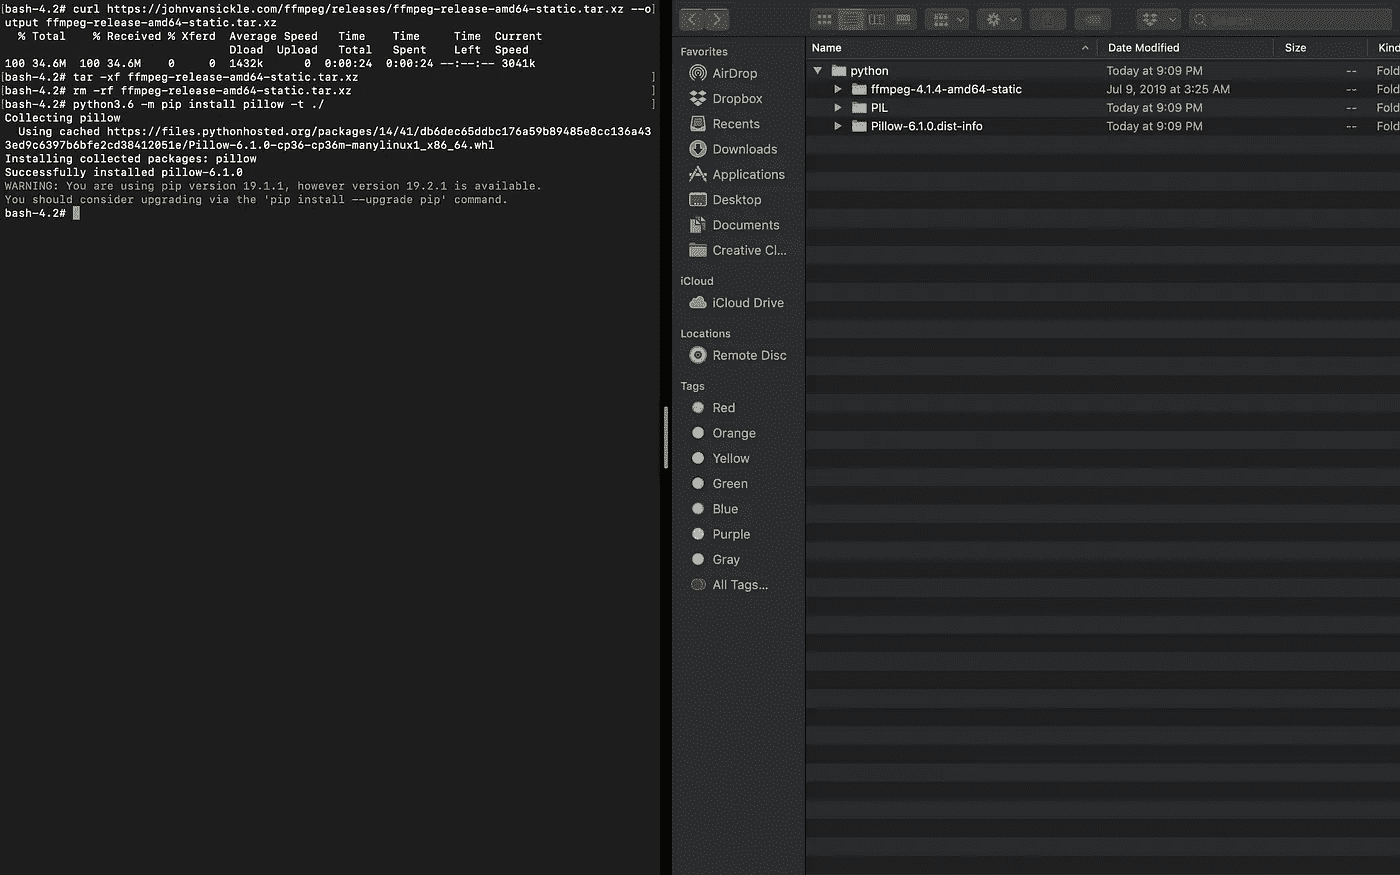 [bash-4.2# curl https://johnvansickle.com/ffmpeg/releases/ffmpeg-release-amd64-static.tar.xz --o]
utput ffmpeg-release-amd64-static.tar.xz
% Total % Received % Xferd Average Speed Time Time Time Current
Dload Upload Total Spent Left Speed
100 34.6M 100 34.6M 0 0 1432k 0 0:00:24 0:00:24 --:--:-- 3041k
[bash-4.2# tar -xf ffmpeg-release-amd64-static.tar.xz ]
[bash-4.2# rm -rf ffmpeg-release-amd64-static.tar.xz ]
[bash-4.2# python3.6 -m pip install pillow -t ./ ]
Collecting pillow
Using cached https://files.pythonhosted.org/packages/14/41/db6dec65ddbc176a59b89485e8cc136a43
3ed9c6397b6bfe2cd38412051e/Pillow-6.1.0-cp36-cp36m-manylinux1_x86_64.whl
Installing collected packages: pillow
Successfully installed pillow-6.1.0
WARNING: You are using pip version 19.1.1, however version 19.2.1 is available.
You should consider upgrading via the 'pip install --upgrade pip' command.
bash-4.2#
Search
Favorites
AirDrop
Dropbox
Recents
Downloads
Applications
Desktop
Documents
Creative Cl...
iCloud
iCloud Drive
Locations
Remote Disc
Tags
Red
Orange
Yellow
Green
Blue
Purple
Gray
All Tags...
Name Date Modified Size Kind
python Today at 9:09 PM -- Fold
ffmpeg-4.1.4-amd64-static Jul 9, 2019 at 3:25 AM -- Fold
PIL Today at 9:09 PM -- Fold
Pillow-6.1.0.dist-info Today at 9:09 PM -- Fold